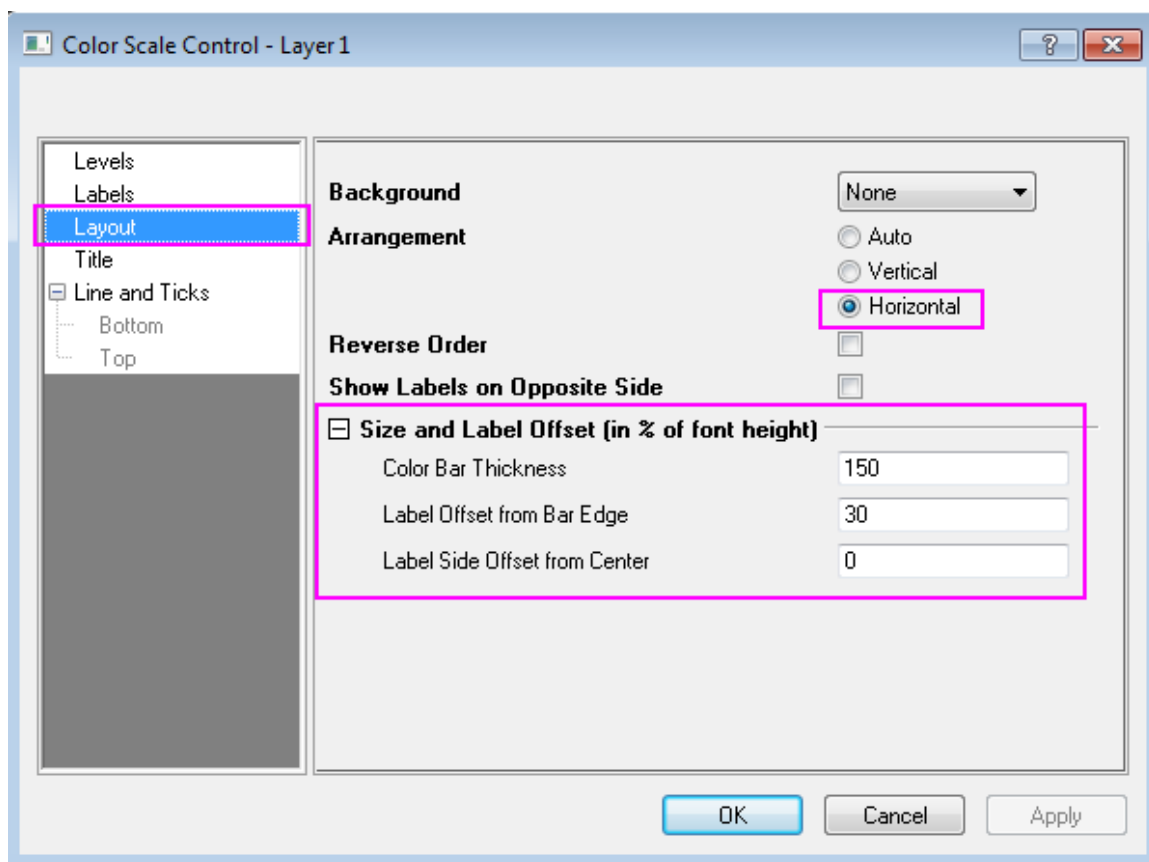 Color Scale Control - Layer 1
Levels
Labels
Layout
Title
Line and Ticks
Bottom
Top
Background
None
Arrangement
Auto
Vertical
Horizontal
Reverse Order
Show Labels on Opposite Side
Size and Label Offset (in % of font height)
Color Bar Thickness
150
Label Offset from Bar Edge
30
Label Side Offset from Center
0
OK
Cancel
Apply